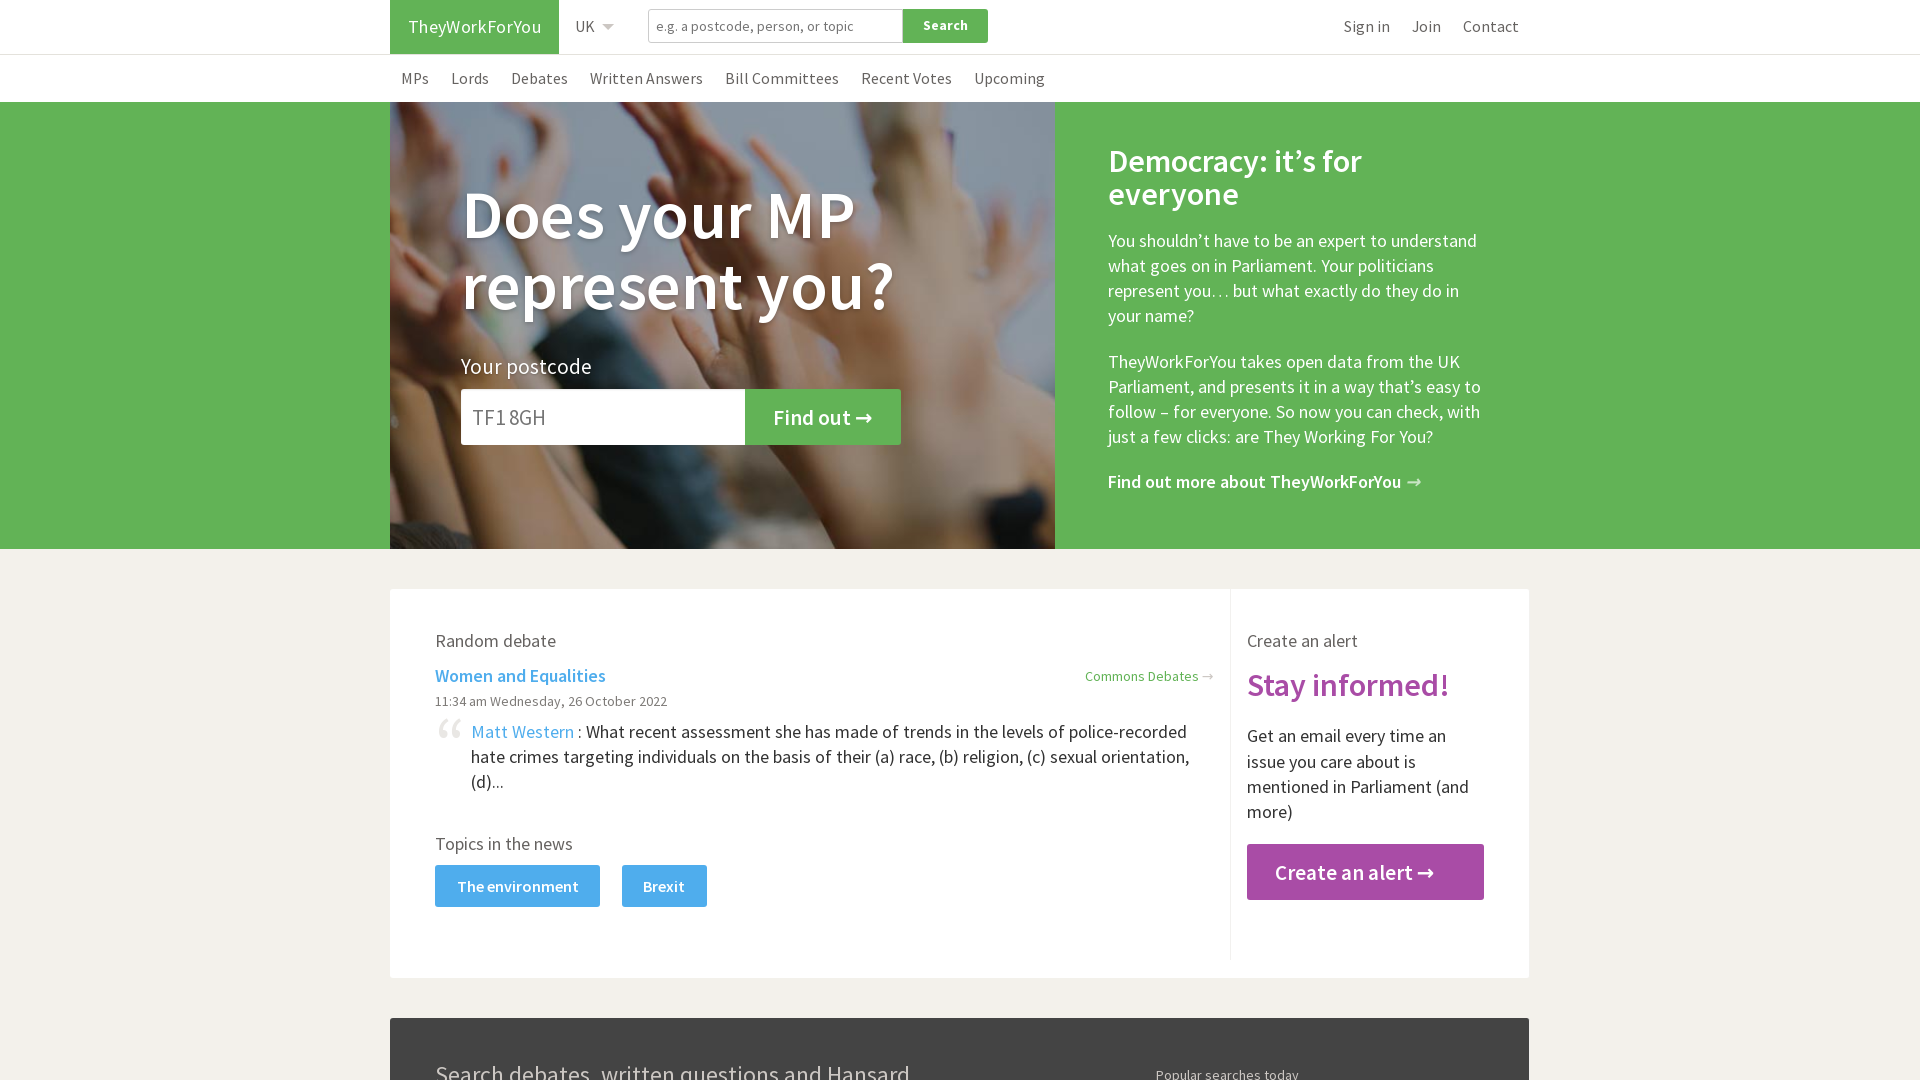 TheyWorkForYou
UK
e.g. a postcode, person, or topic
Search
Sign in
Join
Contact
MPs
Lords
Debates
Written Answers
Bill Committees
Recent Votes
Upcoming
Does your MP
represent you?
Your postcode
TF1 8GH
Find out →
Democracy: it’s for
everyone
You shouldn’t have to be an expert to understand
what goes on in Parliament. Your politicians
represent you… but what exactly do they do in
your name?
TheyWorkForYou takes open data from the UK
Parliament, and presents it in a way that’s easy to
follow – for everyone. So now you can check, with
just a few clicks: are They Working For You?
Find out more about TheyWorkForYou →
Random debate
Women and Equalities
Commons Debates →
11:34 am Wednesday, 26 October 2022
“ Matt Western : What recent assessment she has made of trends in the levels of police-recorded
hate crimes targeting individuals on the basis of their (a) race, (b) religion, (c) sexual orientation,
(d)...
Topics in the news
The environment
Brexit
Create an alert
Stay informed!
Get an email every time an
issue you care about is
mentioned in Parliament (and
more)
Create an alert →
Search debates, written questions and Hansard
Popular searches today